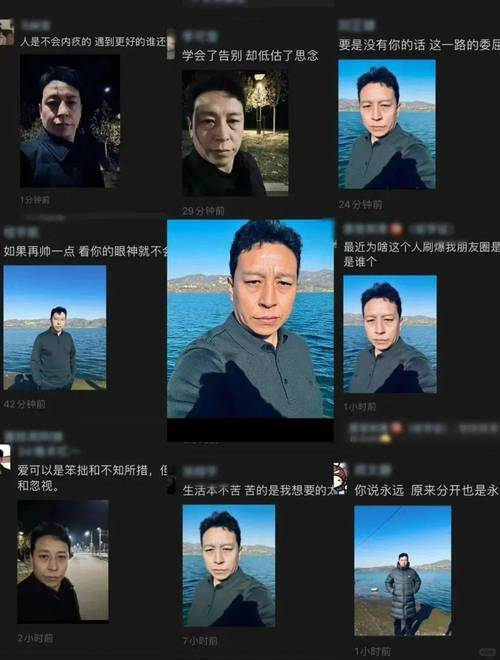 人是不会内疚的 遇到更好的谁还
1分钟前
学会了告别 却低估了思念
29分钟前
要是没有你的话 这一路的委屈
24分钟前
如果再帅一点 看你的眼神就不会
42分钟前
最近为啥这个人刷爆我朋友圈是
是谁个
1小时前
爱可以是笨拙和不知所措，但
和忽视。
2小时前
生活本不苦 苦的是我想要的太
7小时前
你说永远 原来分开也是永
1小时前